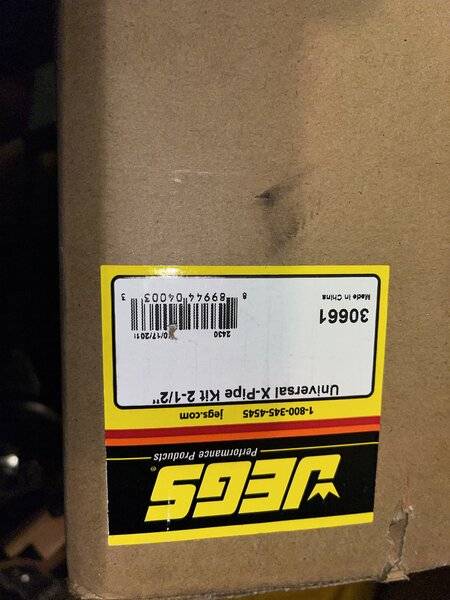 JEGS®
Performance Products
1-800-345-4545 jegs.com
Universal X-Pipe Kit 2-1/2"
30661
Made in China
2430
8 89944 04003 3